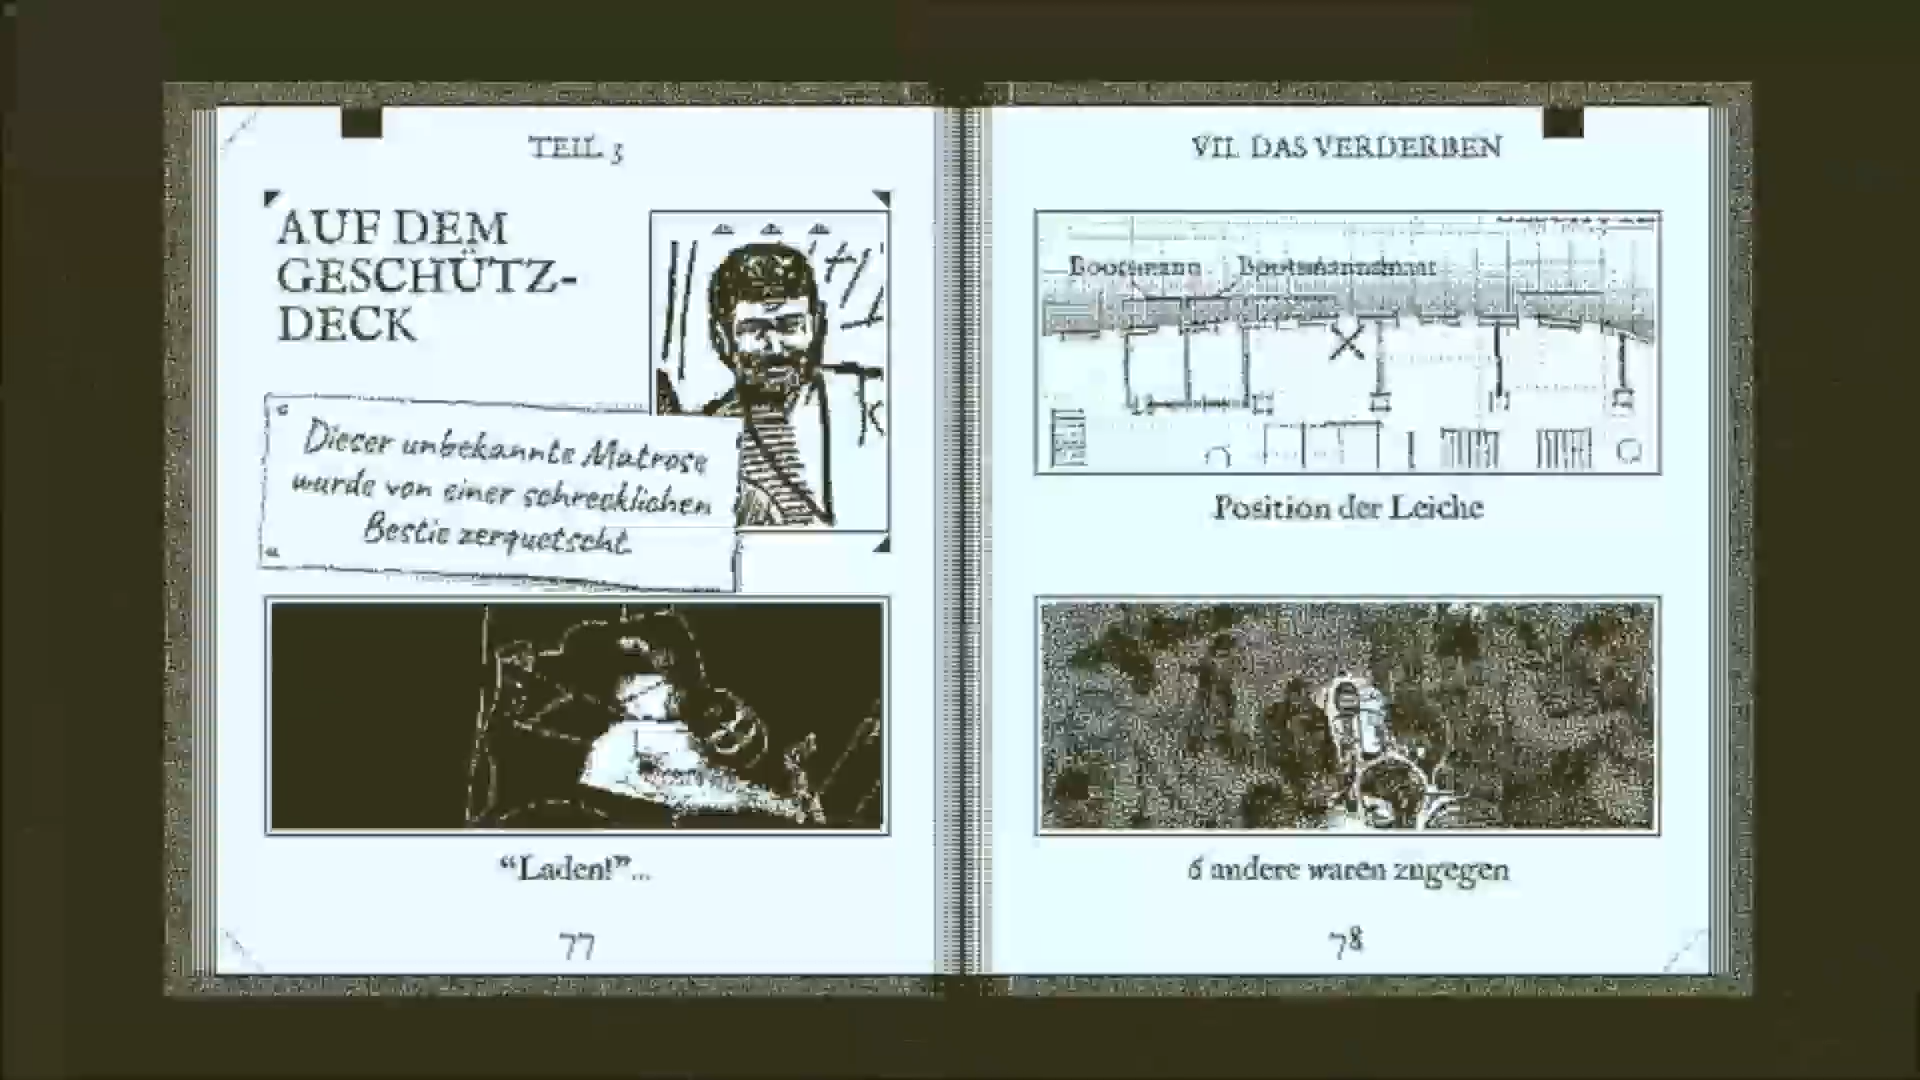 TEIL 3
AUF DEM
GESCHÜTZ-
DECK
Dieser unbekannte Matrose
wurde von einer schrecklichen
Bestie zerquetscht.
“Laden!”...
77
VII. DAS VERDERBEN
Bootsmann Bootsmannsmaat
Position der Leiche
6 andere waren zugegen
78